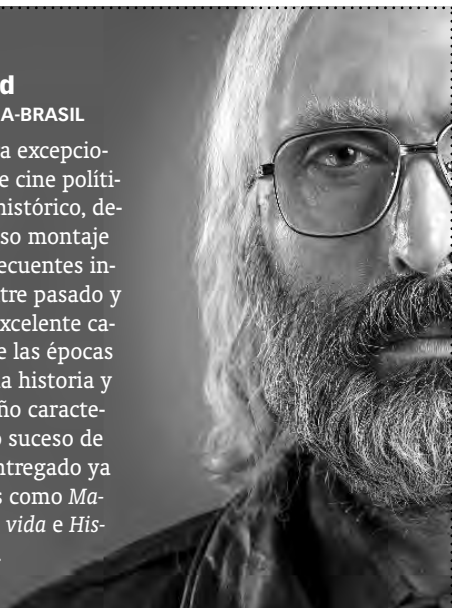 d
A-BRASIL
a excepcio-
e cine políti-
histórico, de-
so montaje
ecuentes in-
tre pasado y
xcelente ca-
e las épocas
a historia y
ño caracte-
o suceso de
ntregado ya
s como Ma-
vida e His-
.